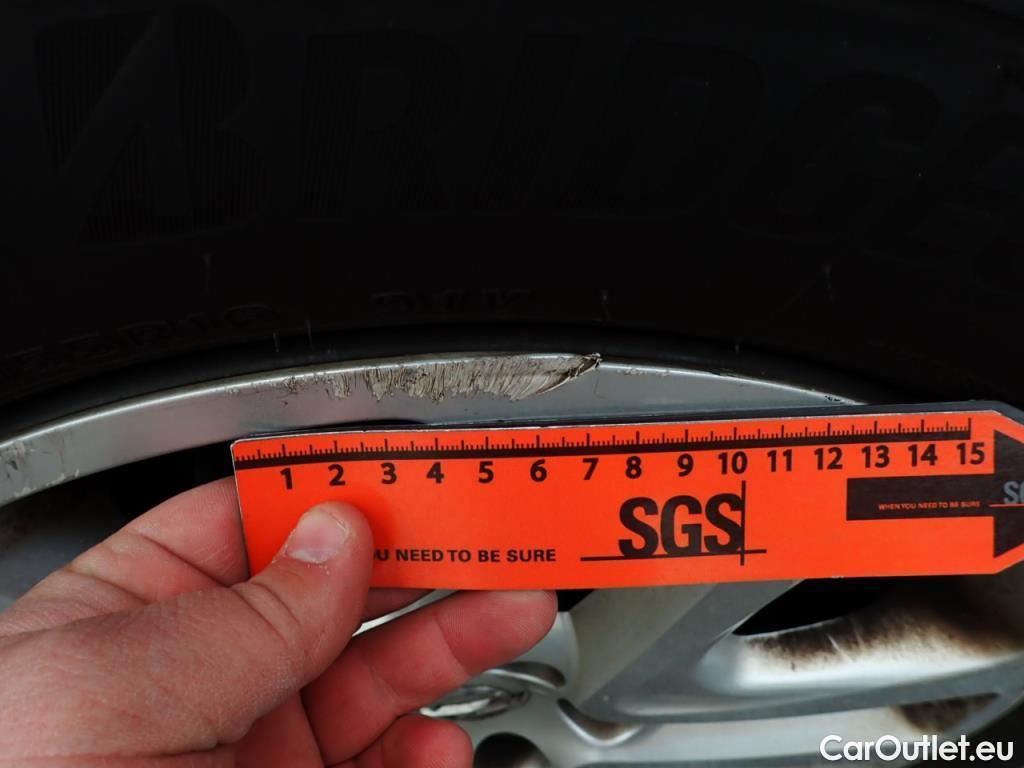 BRIDGES
1 2 3 4 5 6 7 8 9 10 11 12 13 14 15
SGS
WHEN YOU NEED TO BE SURE
U NEED TO BE SURE
CarOutlet.eu